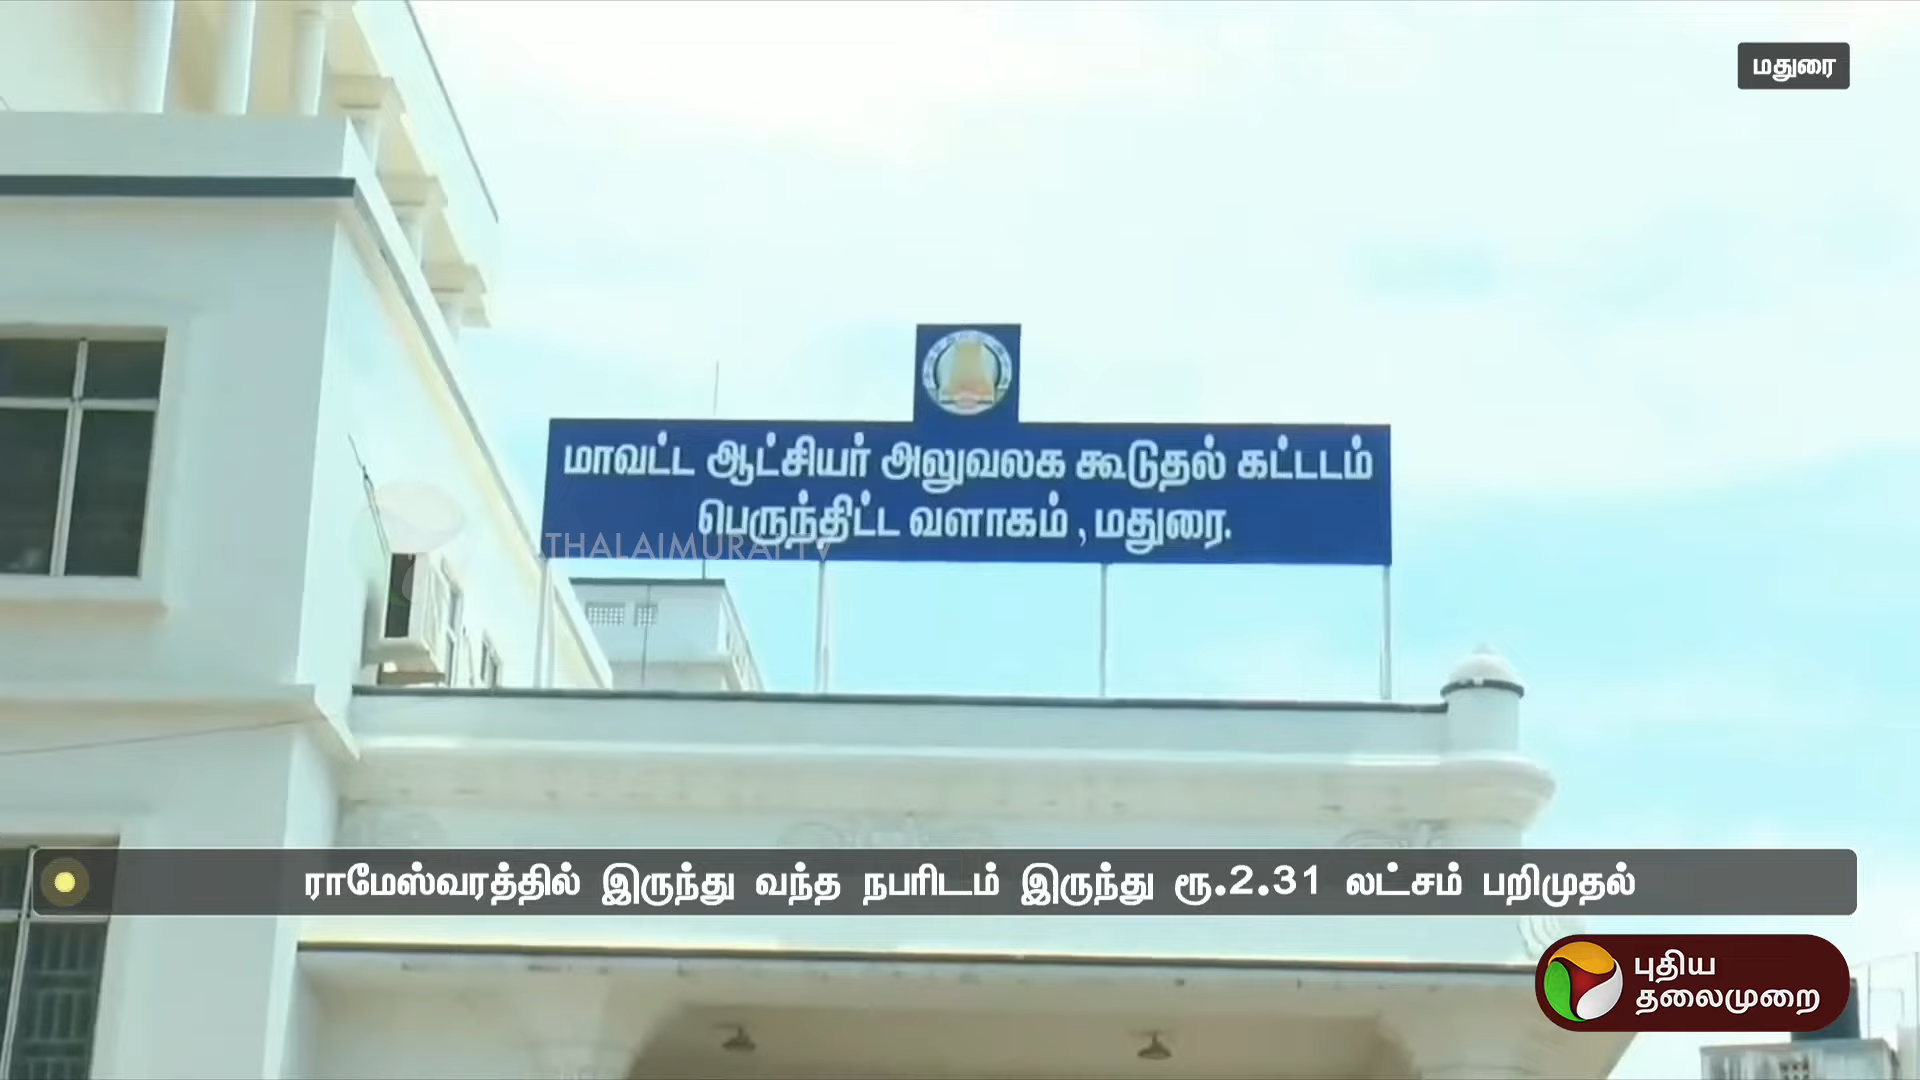 மதுரை
மாவட்ட ஆட்சியர் அலுவலக கூடுதல் கட்டடம்
பெருந்திட்ட வளாகம் , மதுரை.
THALAIMURAI TV
ராமேஸ்வரத்தில் இருந்து வந்த நபரிடம் இருந்து ரூ.2.31 லட்சம் பறிமுதல்
புதிய
தலைமுறை